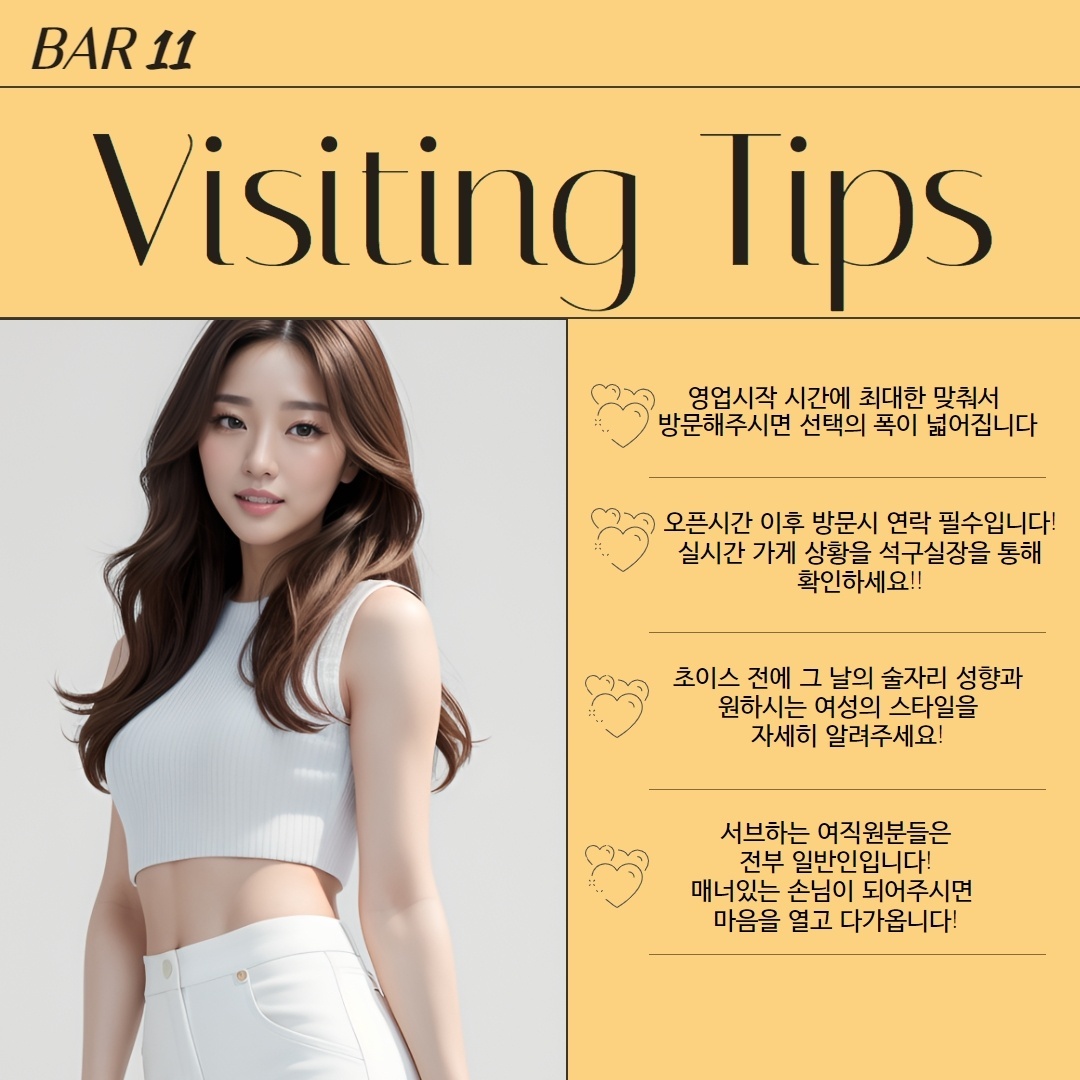 BAR 11
Visiting Tips
영업시작 시간에 최대한 맞춰서
방문해주시면 선택의 폭이 넓어집니다
오픈시간 이후 방문시 연락 필수입니다!
실시간 가게 상황을 석구실장을 통해
확인하세요!!
초이스 전에 그 날의 술자리 성향과
원하시는 여성의 스타일을
자세히 알려주세요!
서브하는 여직원분들은
전부 일반인입니다!
매너있는 손님이 되어주시면
마음을 열고 다가옵니다!